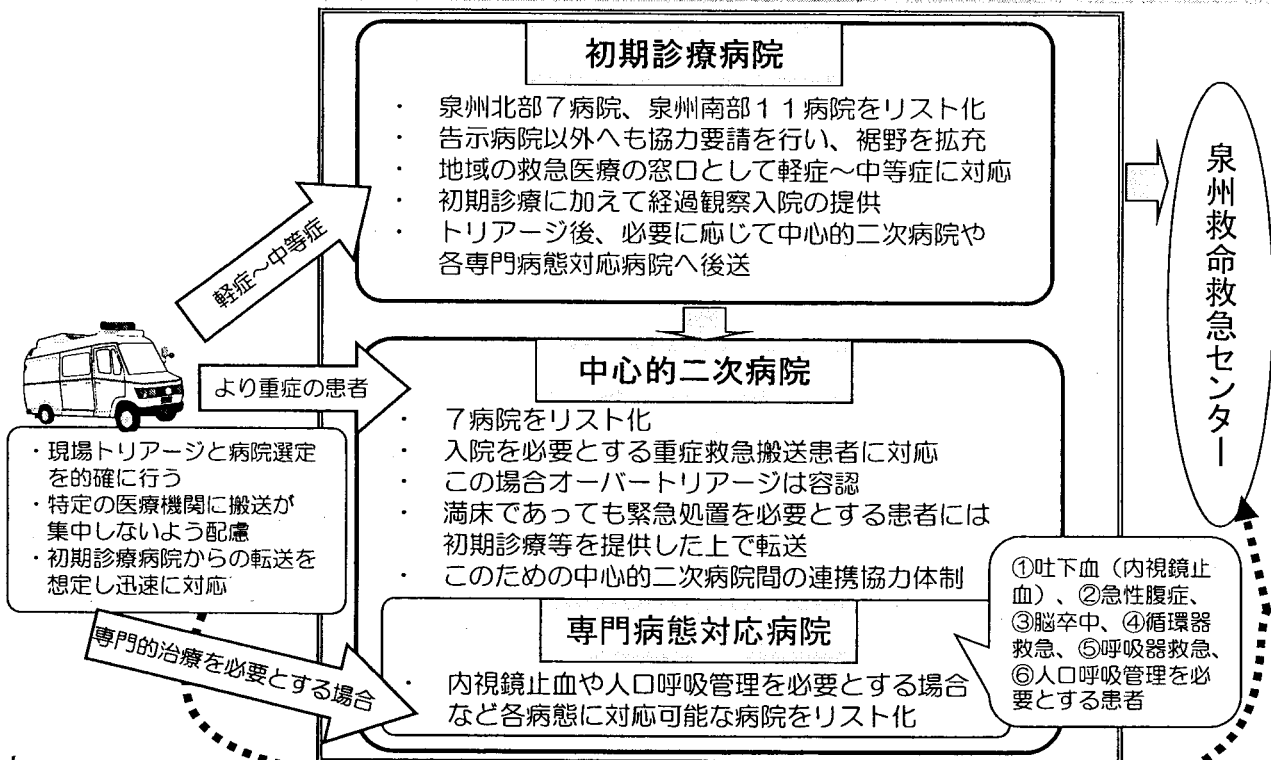 初期診療病院
・ 泉州北部７病院、泉州南部１１病院をリスト化
・ 告示病院以外へも協力要請を行い、裾野を拡充
・ 地域の救急医療の窓口として軽症～中等症に対応
・ 初期診療に加えて経過観察入院の提供
・ トリアージ後、必要に応じて中心的二次病院や
各専門病態対応病院へ後送
軽症～中等症
泉州救命救急センター
中心的二次病院
より重症の患者
・ ７病院をリスト化
・ 入院を必要とする重症救急搬送患者に対応
・ この場合オーバートリアージは容認
・ 満床であっても緊急処置を必要とする患者には
初期診療等を提供した上で転送
・ このための中心的二次病院間の連携協力体制
・現場トリアージと病院選定
を的確に行う
・特定の医療機関に搬送が
集中しないよう配慮
・初期診療病院からの転送を
想定し迅速に対応
専門的治療を必要とする場合
専門病態対応病院
・ 内視鏡止血や人口呼吸管理を必要とする場合
など各病態に対応可能な病院をリスト化
①吐下血（内視鏡止
血）、②急性腹症、
③脳卒中、④循環器
救急、⑤呼吸器救急、
⑥人口呼吸管理を必
要とする患者